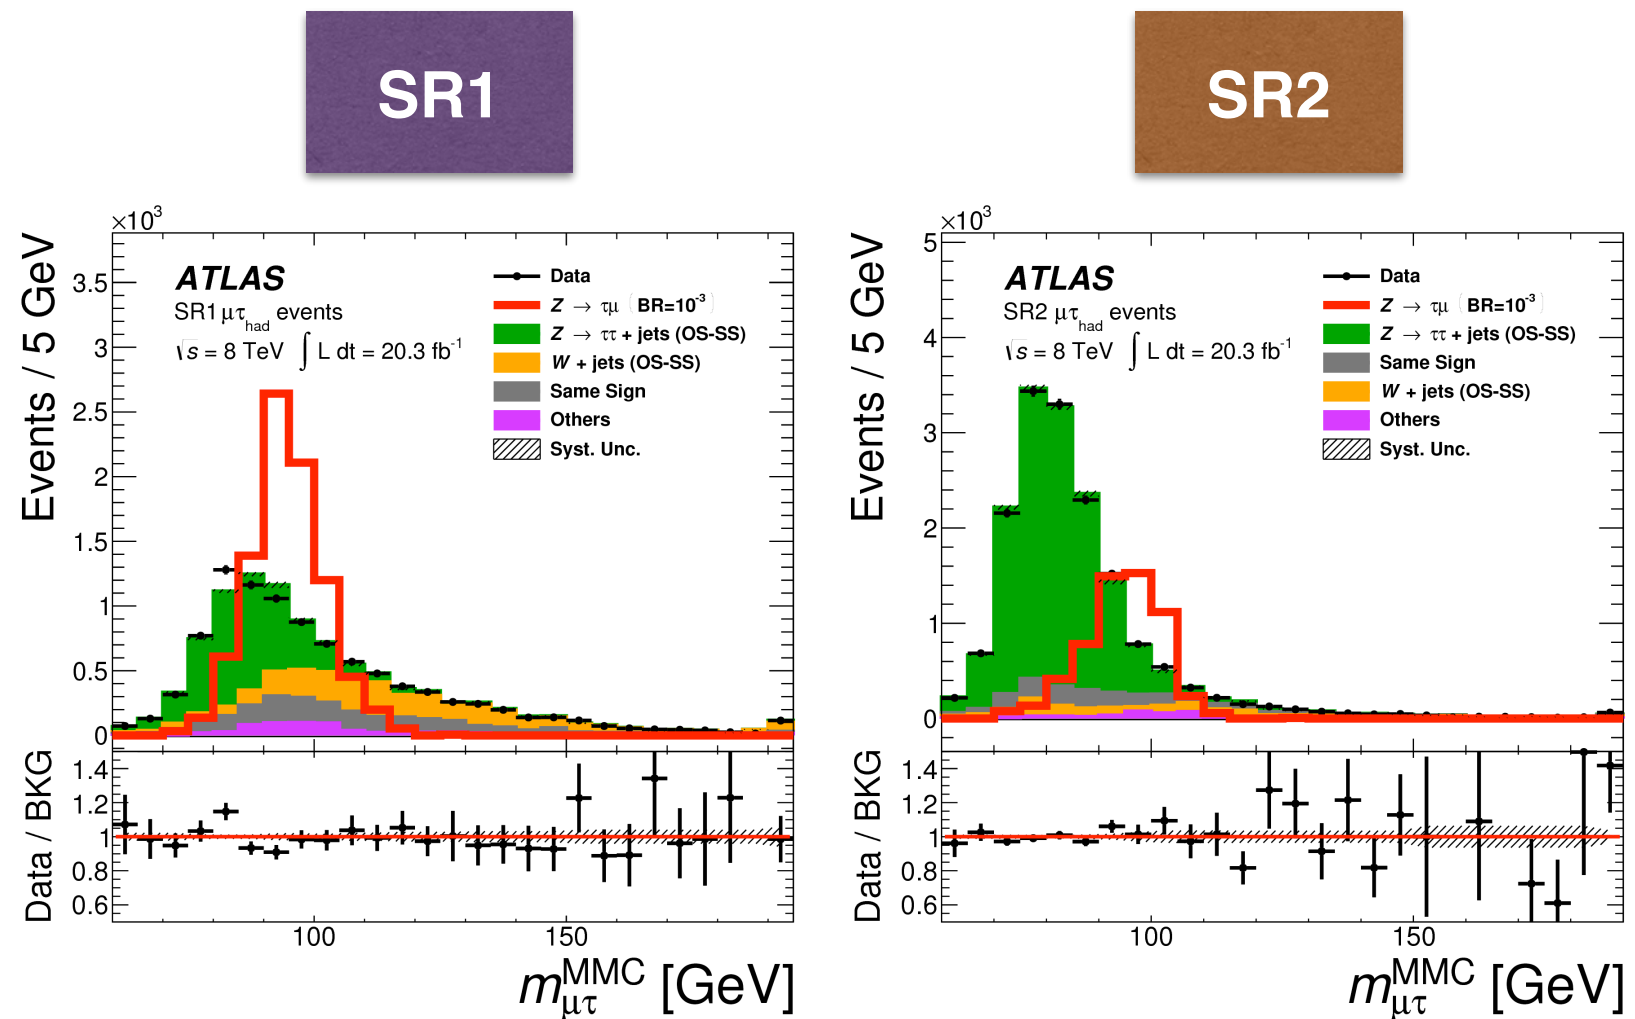 SR1
×10³
Events / 5 GeV
3.5
3
2.5
2
1.5
1
0.5
0
ATLAS
SR1 μτhad events
√s = 8 TeV ∫ L dt = 20.3 fb⁻¹
Data
Z → τμ (BR=10⁻³)
Z → ττ + jets (OS-SS)
W + jets (OS-SS)
Same Sign
Others
Syst. Unc.
Data / BKG
1.4
1.2
1
0.8
0.6
100 150
m_μτ^MMC [GeV]
SR2
×10³
Events / 5 GeV
5
4
3
2
1
0
ATLAS
SR2 μτhad events
√s = 8 TeV ∫ L dt = 20.3 fb⁻¹
Data
Z → τμ (BR=10⁻³)
Z → ττ + jets (OS-SS)
Same Sign
W + jets (OS-SS)
Others
Syst. Unc.
Data / BKG
1.4
1.2
1
0.8
0.6
100 150
m_μτ^MMC [GeV]